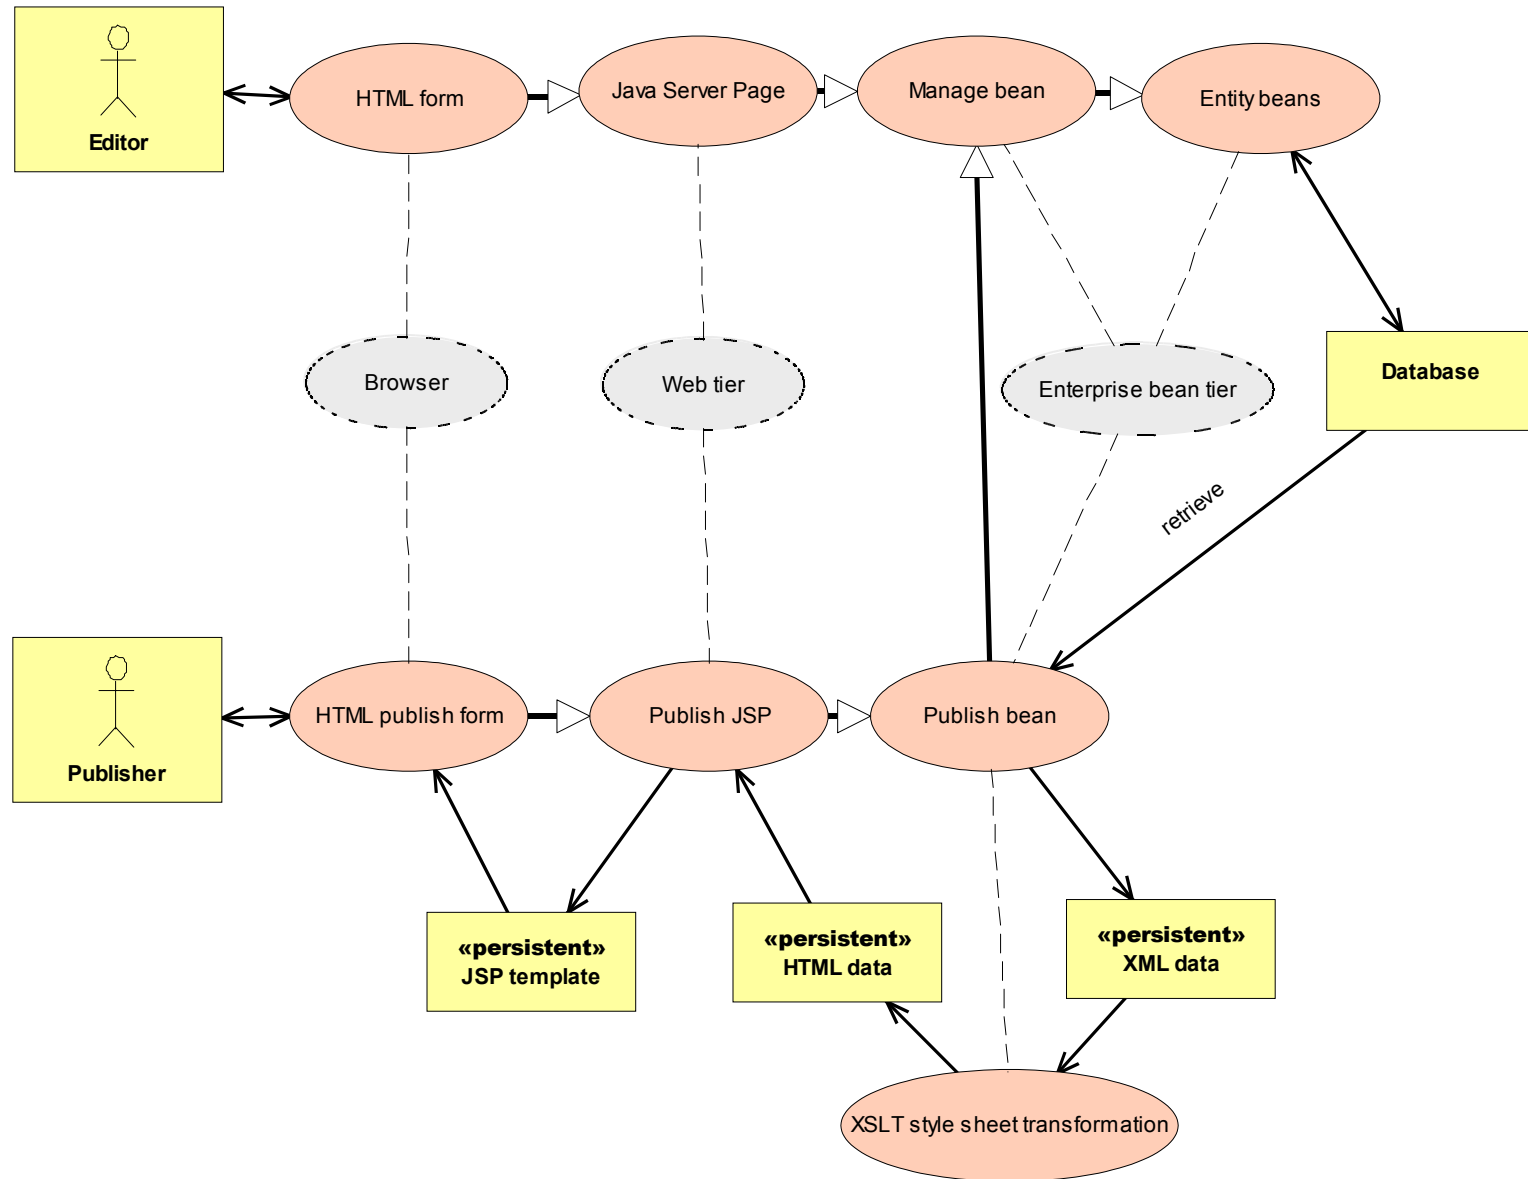 Editor
HTML form
Java Server Page
Manage bean
Entity beans
Browser
Web tier
Enterprise bean tier
Database
retrieve
Publisher
HTML publish form
Publish JSP
Publish bean
«persistent»
JSP template
«persistent»
HTML data
«persistent»
XML data
XSLT style sheet transformation